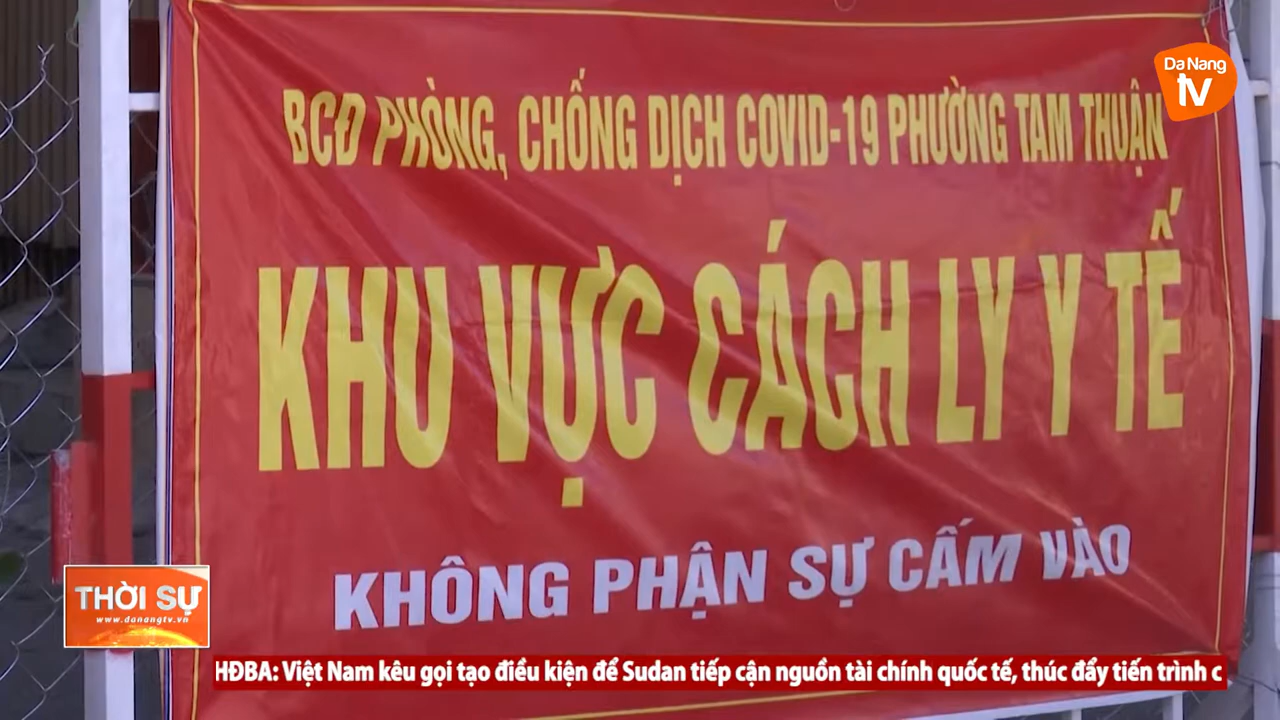 Da Nang
tv
BCĐ PHÒNG, CHỐNG DỊCH COVID-19 PHƯỜNG TAM THUẬN
KHU VỰC CÁCH LY Y TẾ
KHÔNG PHẬN SỰ CẤM VÀO
THỜI SỰ
www.danangtv.vn
HĐBA: Việt Nam kêu gọi tạo điều kiện để Sudan tiếp cận nguồn tài chính quốc tế, thúc đẩy tiến trình c